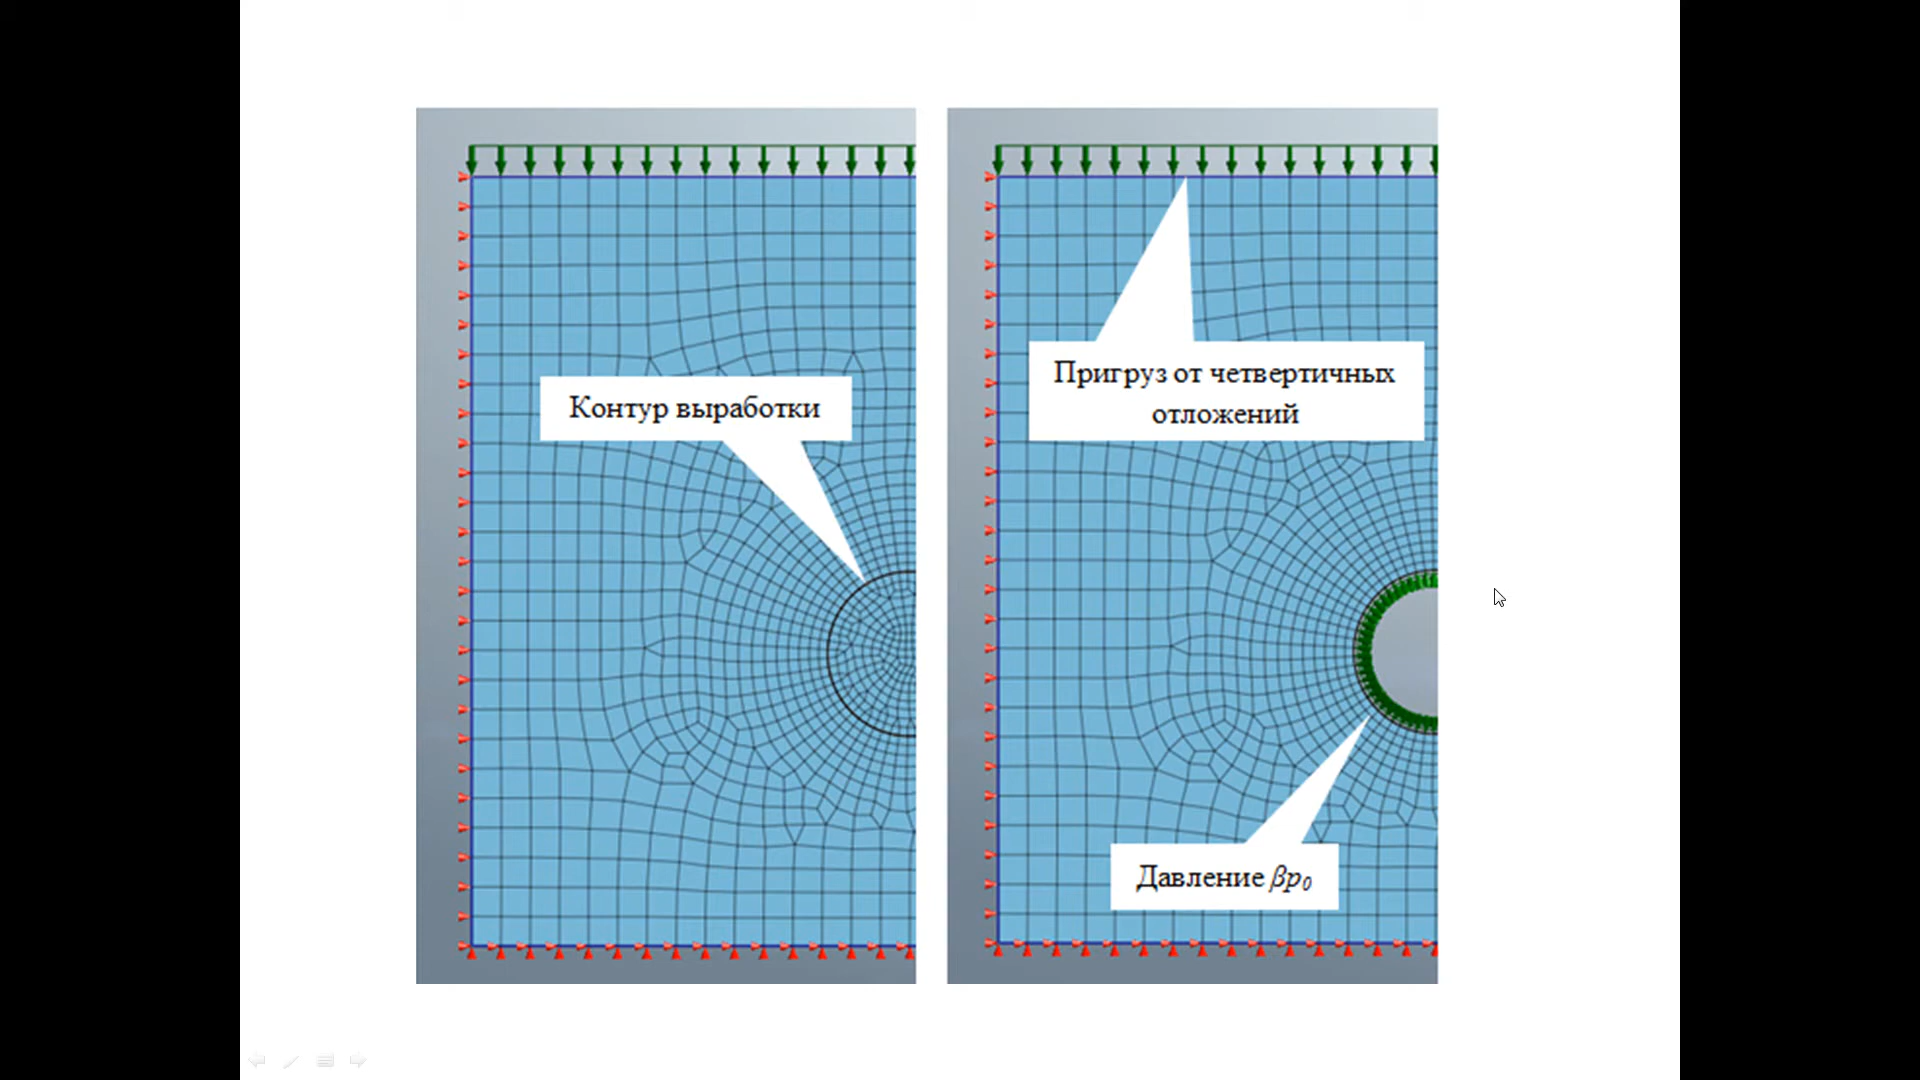 Контур выработки
Пригруз от четвертичных
отложений
Давление βp₀